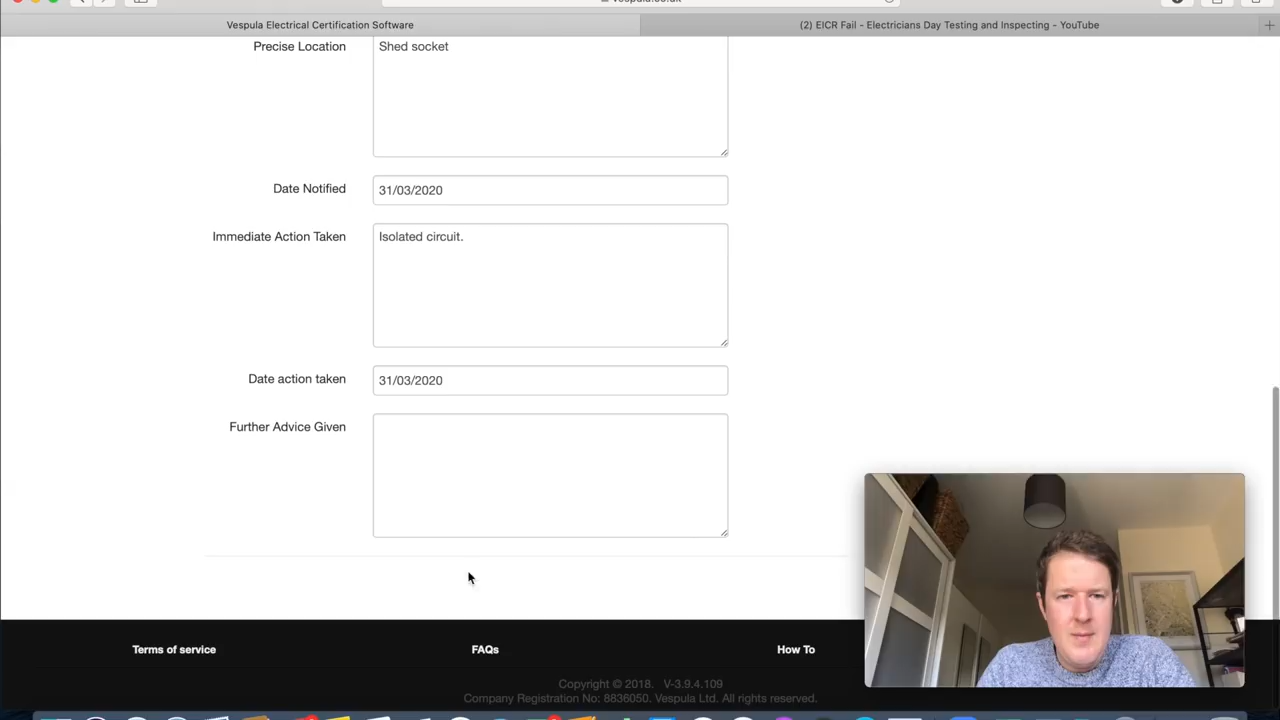 Vespula Electrical Certification Software
(2) EICR Fail - Electricians Day Testing and Inspecting - YouTube
Precise Location
Shed socket
Date Notified
31/03/2020
Immediate Action Taken
Isolated circuit.
Date action taken
31/03/2020
Further Advice Given
Terms of service
FAQs
How To
Copyright © 2018. V-3.9.4.109
Company Registration No: 8836050. Vespula Ltd. All rights reserved.